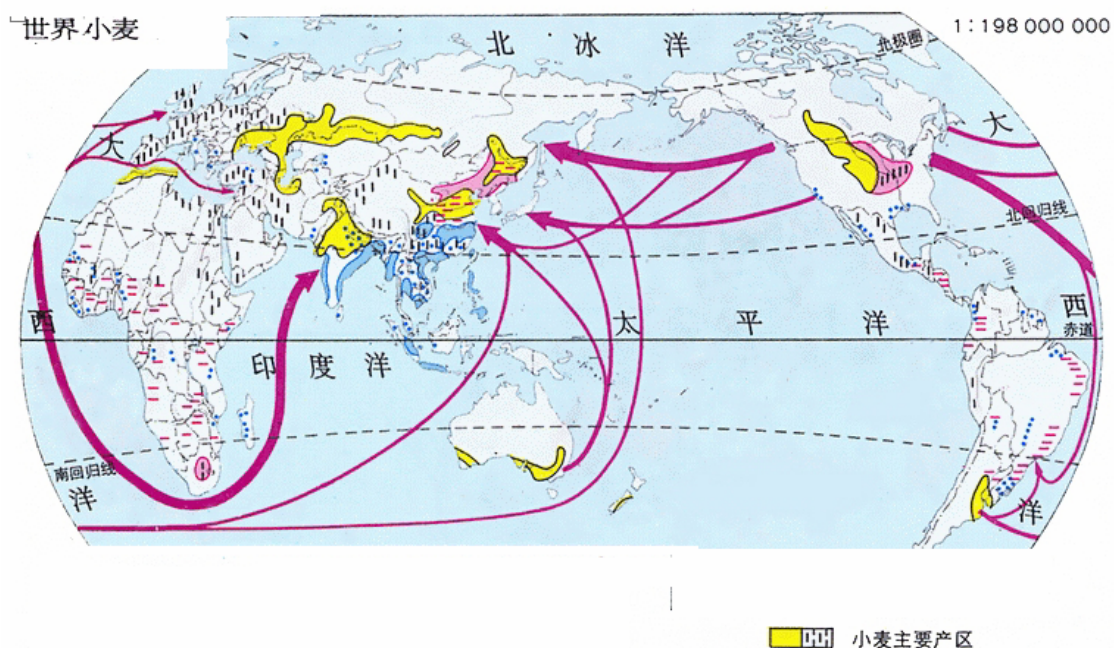 世界小麦
1:198 000 000
北冰洋
北极圈
大
大
北回归线
西
太平洋
西
赤道
印度洋
南回归线
洋
洋
小麦主要产区